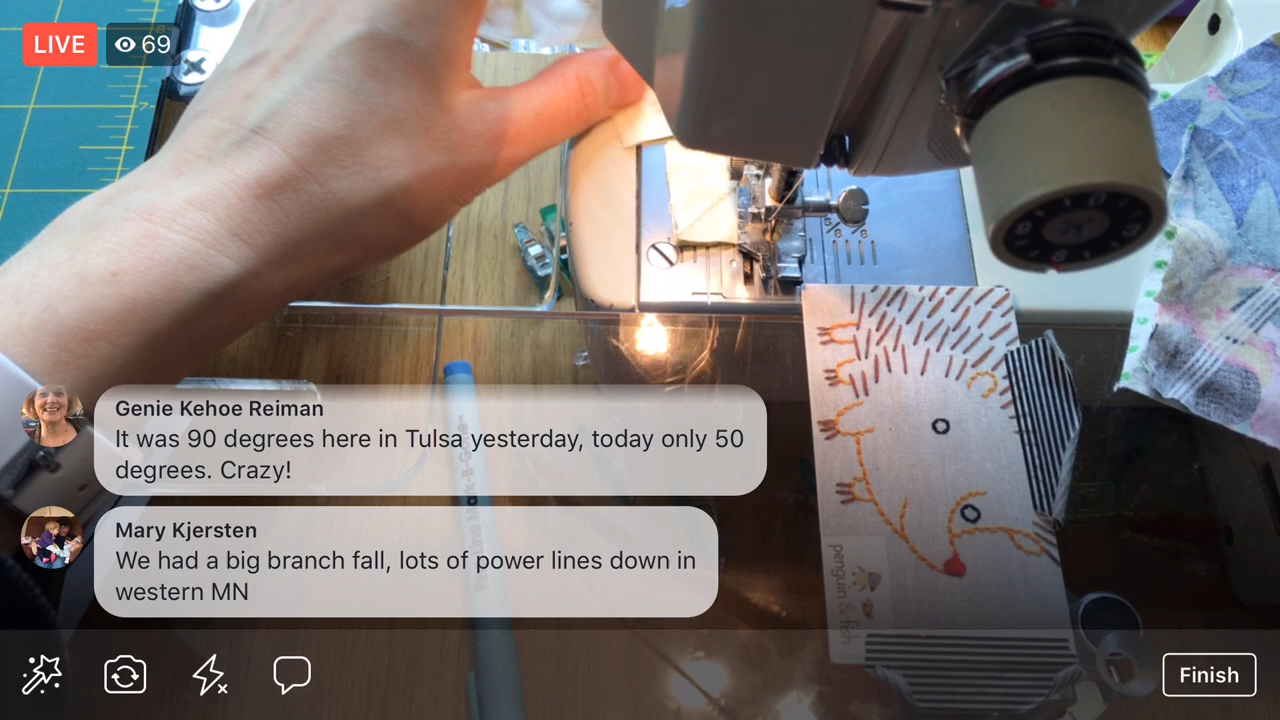 LIVE
69
Genie Kehoe Reiman
It was 90 degrees here in Tulsa yesterday, today only 50
degrees. Crazy!
Mary Kjersten
We had a big branch fall, lots of power lines down in
western MN
penguin & fish
Finish